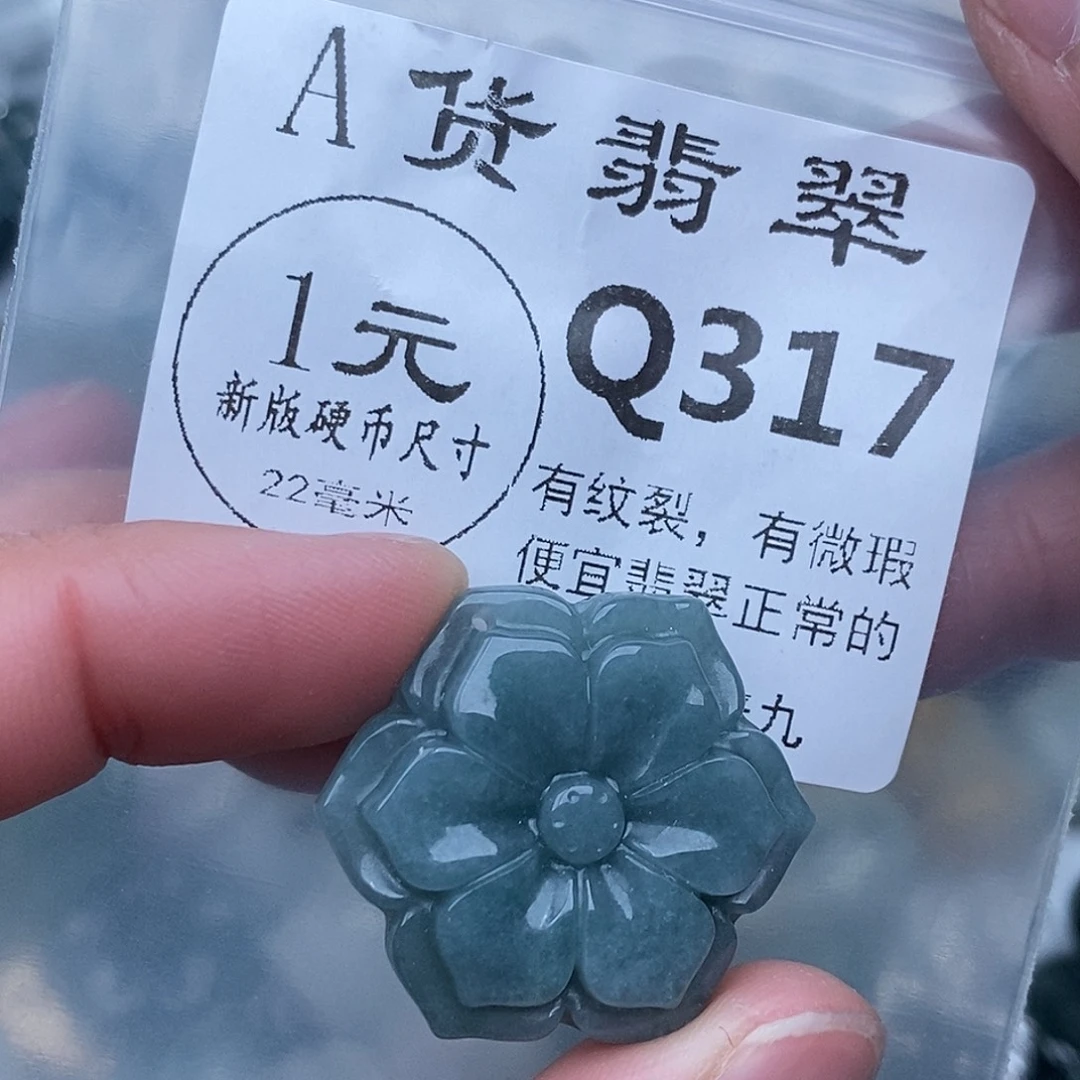 A货翡翠
1元
新版硬币尺寸
22毫米
Q317
有纹裂，有微瑕
便宜翡翠正常的
九